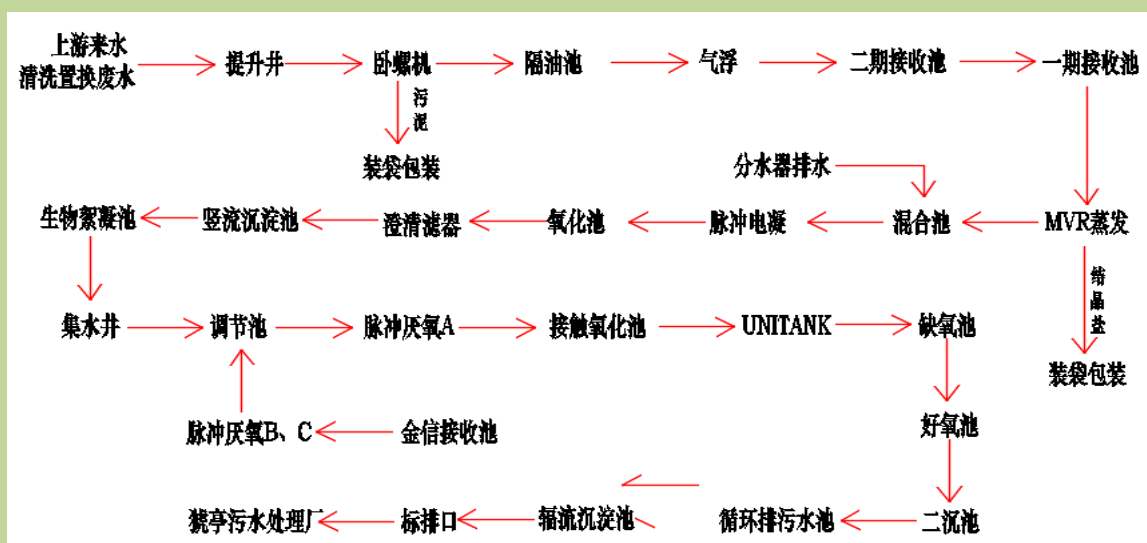 上游来水
清洗置换废水
提升井
卧螺机
隔油池
气浮
二期接收池
一期接收池
污泥
装袋包装
分水器排水
生物絮凝池
竖流沉淀池
澄清滤器
氧化池
脉冲电凝
混合池
MVR蒸发
结晶盐
装袋包装
集水井
调节池
脉冲厌氧A
接触氧化池
UNITANK
缺氧池
脉冲厌氧B、C
金信接收池
好氧池
猇亭污水处理厂
标排口
辐流沉淀池
循环排污水池
二沉池